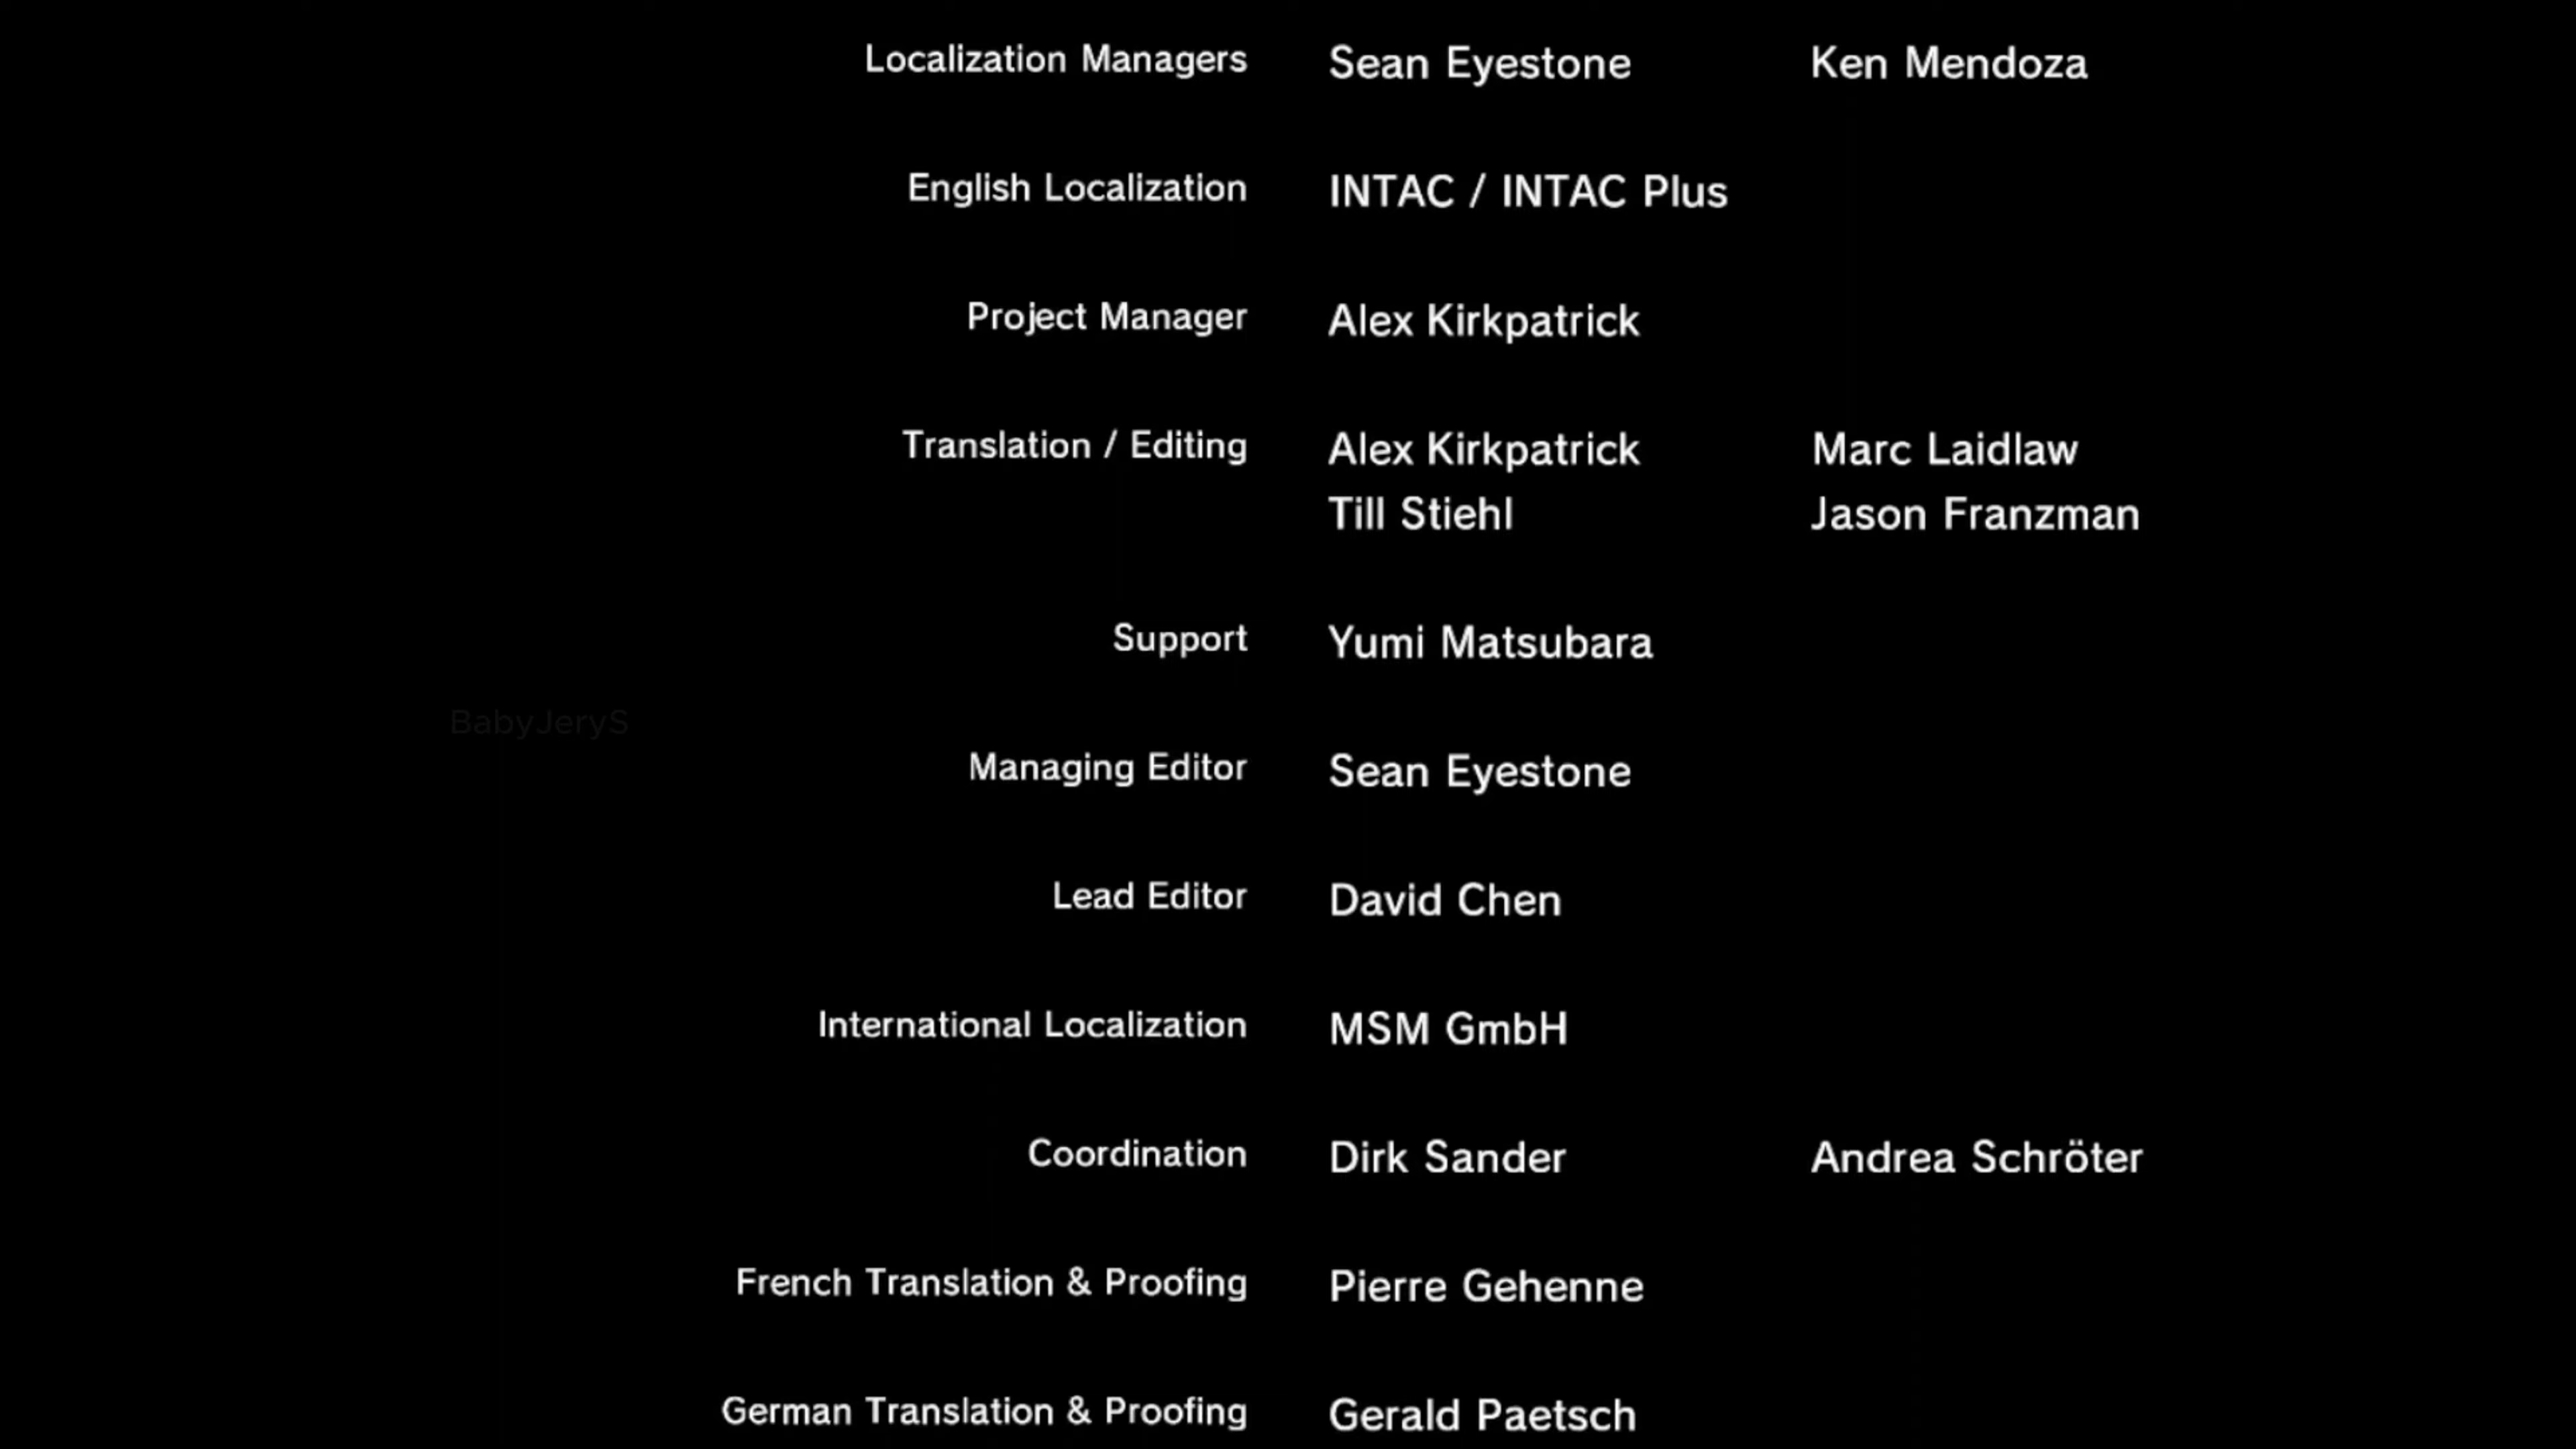 Localization Managers Sean Eyestone Ken Mendoza
English Localization INTAC / INTAC Plus
Project Manager Alex Kirkpatrick
Translation / Editing Alex Kirkpatrick Marc Laidlaw
Till Stiehl Jason Franzman
Support Yumi Matsubara
BabyJeryS
Managing Editor Sean Eyestone
Lead Editor David Chen
International Localization MSM GmbH
Coordination Dirk Sander Andrea Schröter
French Translation & Proofing Pierre Gehenne
German Translation & Proofing Gerald Paetsch